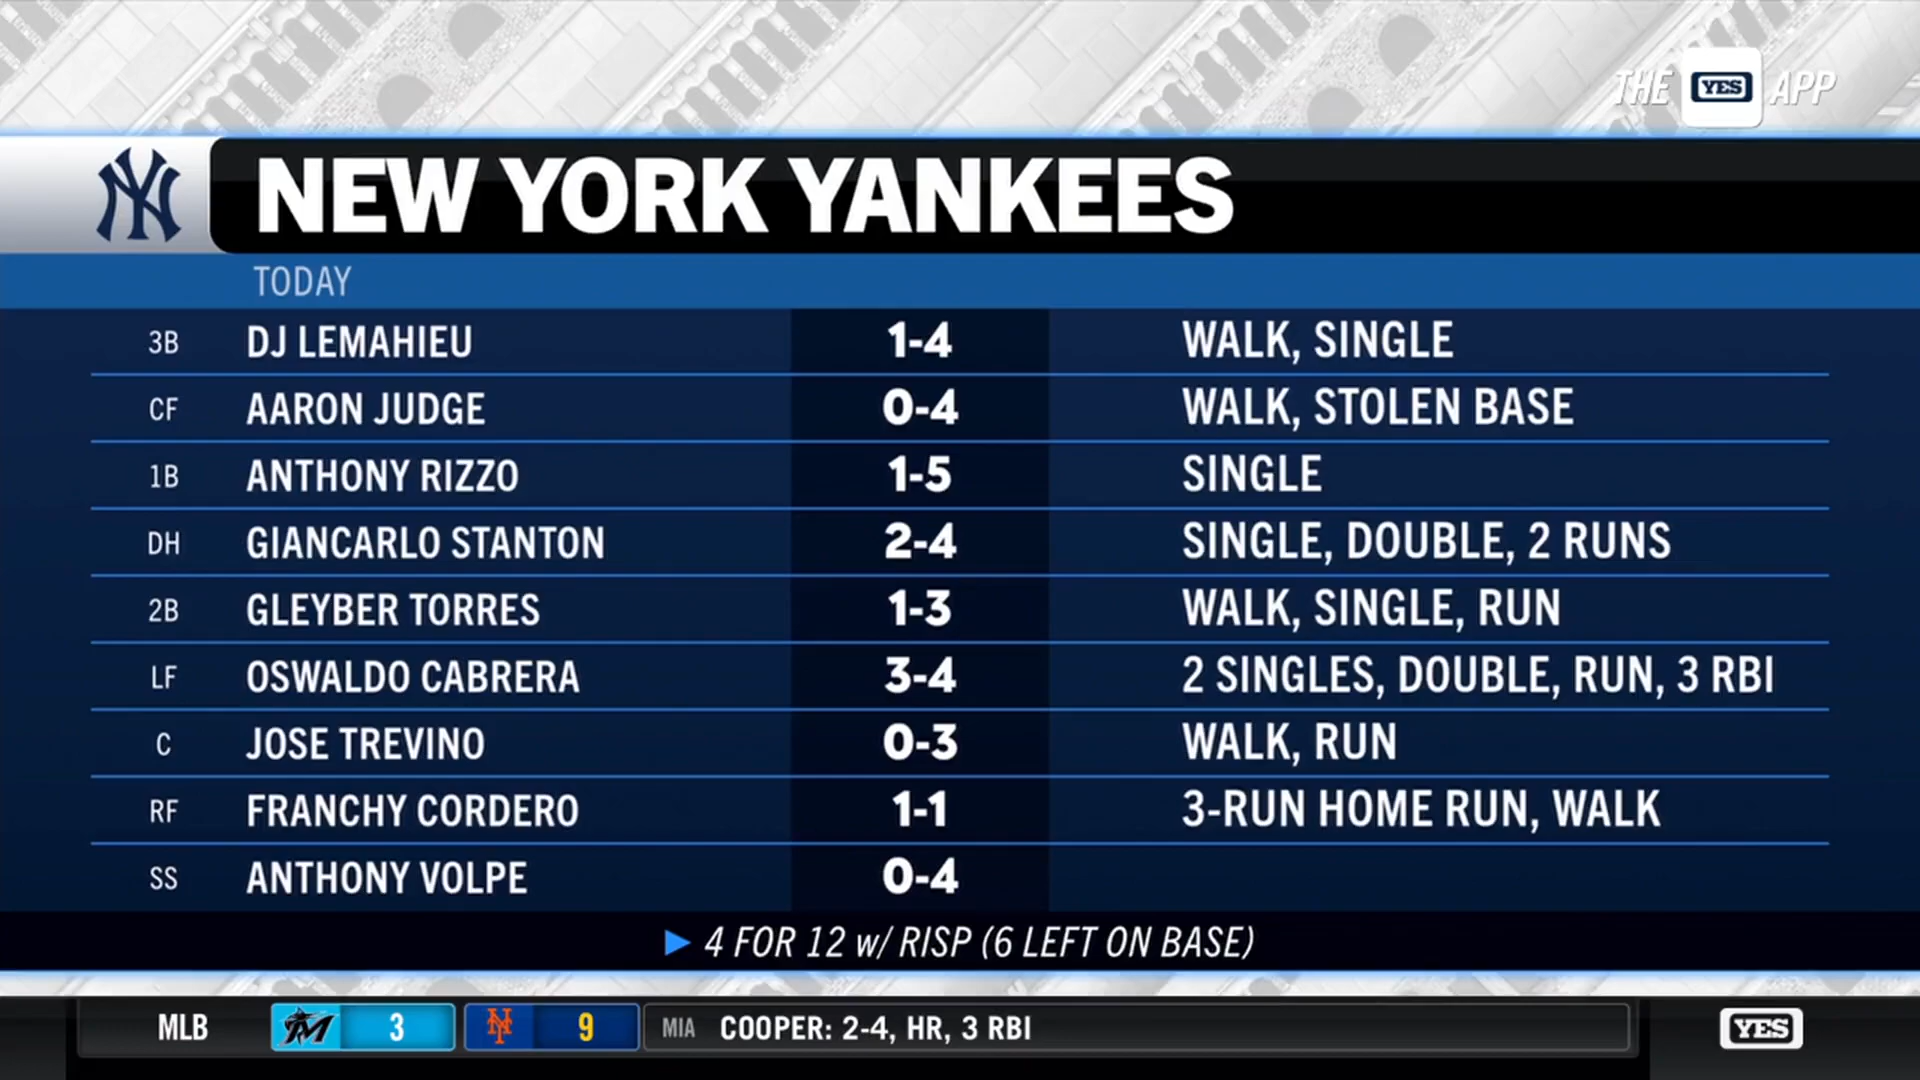 THE YES APP
NY NEW YORK YANKEES
TODAY
3B DJ LEMAHIEU 1-4 WALK, SINGLE
CF AARON JUDGE 0-4 WALK, STOLEN BASE
1B ANTHONY RIZZO 1-5 SINGLE
DH GIANCARLO STANTON 2-4 SINGLE, DOUBLE, 2 RUNS
2B GLEYBER TORRES 1-3 WALK, SINGLE, RUN
LF OSWALDO CABRERA 3-4 2 SINGLES, DOUBLE, RUN, 3 RBI
C JOSE TREVINO 0-3 WALK, RUN
RF FRANCHY CORDERO 1-1 3-RUN HOME RUN, WALK
SS ANTHONY VOLPE 0-4
4 FOR 12 w/ RISP (6 LEFT ON BASE)
MLB M 3 NY 9 MIA COOPER: 2-4, HR, 3 RBI YES